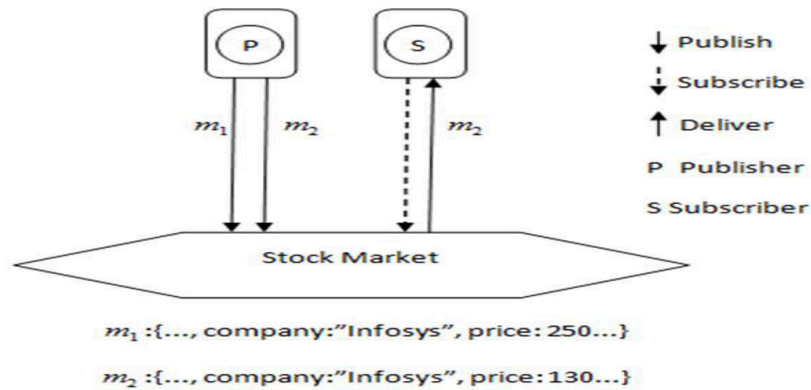 P
S
Publish
Subscribe
Deliver
P Publisher
S Subscriber
m1
m2
m2
Stock Market
m1 :{..., company:”Infosys”, price: 250...}
m2 :{..., company:”Infosys”, price: 130...}